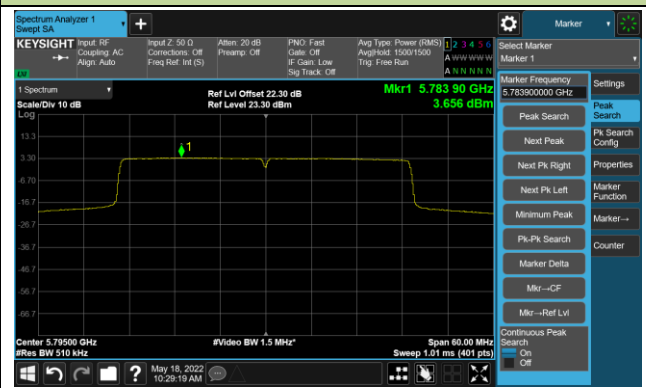 Spectrum Analyzer 1
Swept SA
Marker
KEYSIGHT
Input: RF
Coupling: AC
Align: Auto
Input Z: 50 Ω
Corrections: Off
Freq Ref: Int (S)
Atten: 20 dB
Preamp: Off
PNO: Fast
Gate: Off
IF Gain: Low
Sig Track: Off
Avg Type: Power (RMS)
Avg|Hold: 1500/1500
Trig: Free Run
1 2 3 4 5 6
A W W W W W
A N N N N N
Select Marker
Marker 1
1 Spectrum
Scale/Div 10 dB
Log
Ref Lvl Offset 22.30 dB
Ref Level 23.30 dBm
Mkr1 5.783 90 GHz
3.656 dBm
13.3
3.30
-6.70
-16.7
-26.7
-36.7
-46.7
-56.7
-66.7
1
Center 5.79500 GHz
#Res BW 510 kHz
#Video BW 1.5 MHz*
Span 60.00 MHz
Sweep 1.01 ms (401 pts)
Marker Frequency
5.783900000 GHz
Peak Search
Next Peak
Next Pk Right
Next Pk Left
Minimum Peak
Pk-Pk Search
Marker Delta
Mkr→CF
Mkr→Ref Lvl
Continuous Peak
Search
On
Off
Settings
Peak
Search
Pk Search
Config
Properties
Marker
Function
Marker→
Counter
May 18, 2022
10:29:19 AM